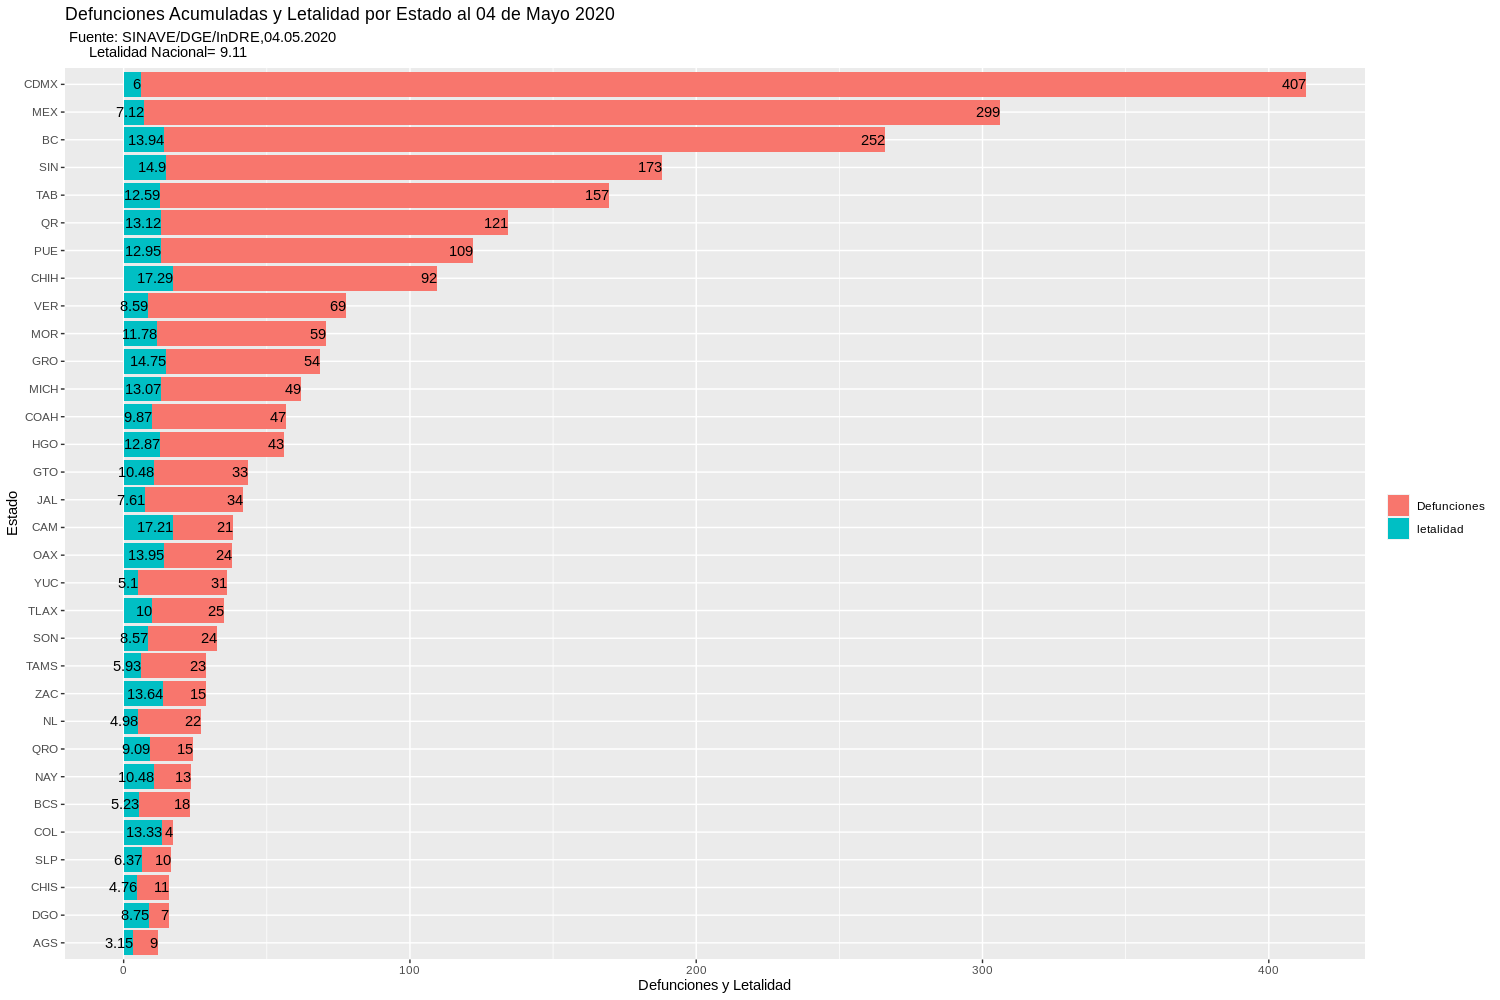 Defunciones Acumuladas y Letalidad por Estado al 04 de Mayo 2020
Fuente: SINAVE/DGE/InDRE,04.05.2020
Letalidad Nacional= 9.11
CDMX 6 407
MEX 7.12 299
BC 13.94 252
SIN 14.9 173
TAB 12.59 157
QR 13.12 121
PUE 12.95 109
CHIH 17.29 92
VER 8.59 69
MOR 11.78 59
GRO 14.75 54
MICH 13.07 49
COAH 9.87 47
HGO 12.87 43
GTO 10.48 33
JAL 7.61 34
CAM 17.21 21
OAX 13.95 24
YUC 5.1 31
TLAX 10 25
SON 8.57 24
TAMS 5.93 23
ZAC 13.64 15
NL 4.98 22
QRO 9.09 15
NAY 10.48 13
BCS 5.23 18
COL 13.33 4
SLP 6.37 10
CHIS 4.76 11
DGO 8.75 7
AGS 3.15 9
0 100 200 300 400
Defunciones y Letalidad
Estado
Defunciones
letalidad